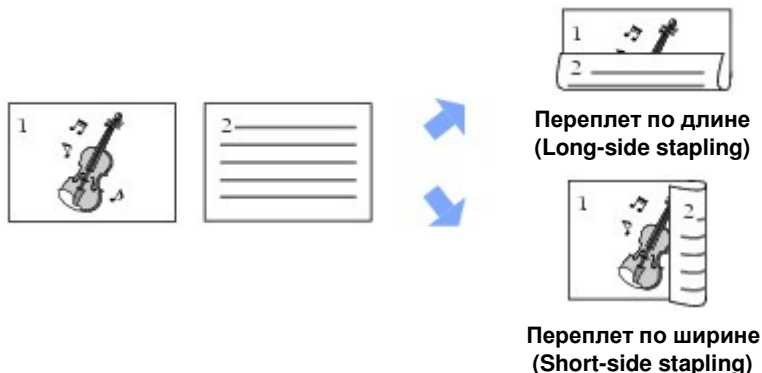 1
2
1
2
Переплет по длине
(Long-side stapling)
1
2
Переплет по ширине
(Short-side stapling)